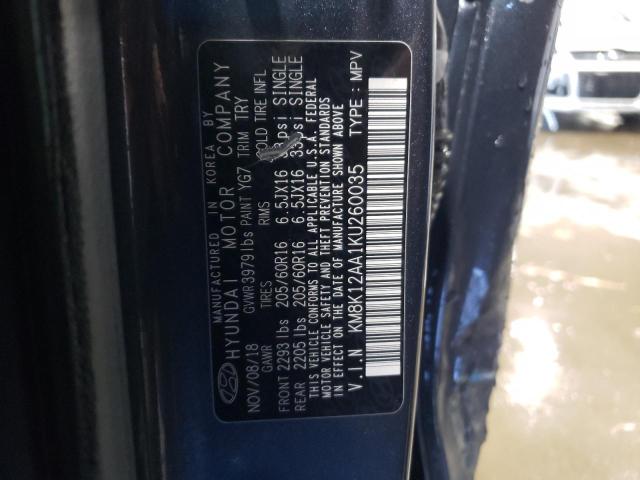 MANUFACTURED IN KOREA BY
HYUNDAI MOTOR COMPANY
NOV/08/18 GVWR 3979 lbs PAINT YG7 TRIM TRY
GAWR TIRES RIMS COLD TIRE INFL
FRONT 2293 lbs 205/60R16 6.5JX16 33 psi; SINGLE
REAR 2205 lbs 205/60R16 6.5JX16 33 psi; SINGLE
THIS VEHICLE CONFORMS TO ALL APPLICABLE U.S.A. FEDERAL
MOTOR VEHICLE SAFETY AND THEFT PREVENTION STANDARDS
IN EFFECT ON THE DATE OF MANUFACTURE SHOWN ABOVE
V.I.N KM8K12AA1KU260035 TYPE : MPV